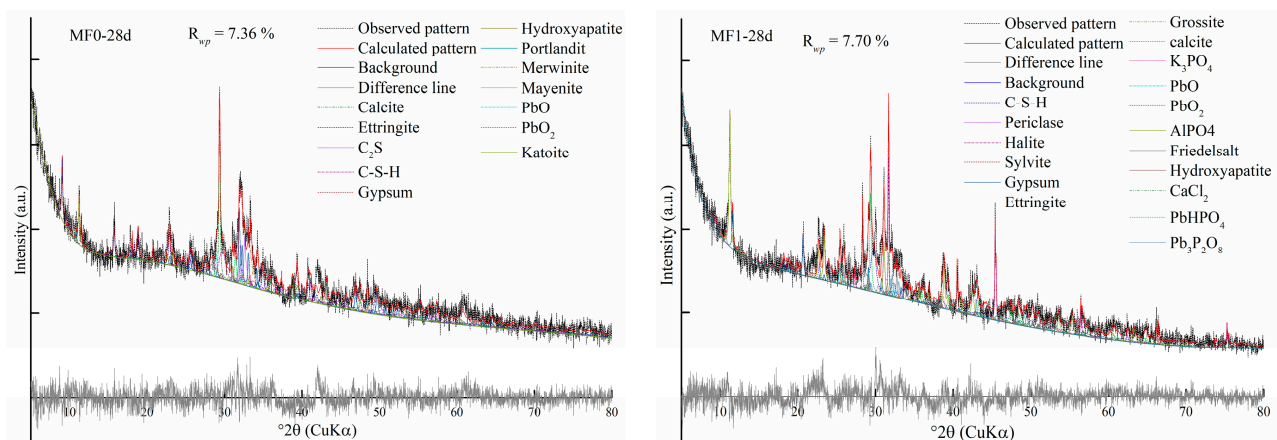 MF0-28d
R_wp = 7.36 %
Observed pattern
Calculated pattern
Background
Difference line
Calcite
Ettringite
C₂S
C-S-H
Gypsum
Hydroxyapatite
Portlandit
Merwinite
Mayenite
PbO
PbO₂
Katoite
Intensity (a.u.)
10 20 30 40 50 60 70 80
°2θ (CuKα)
MF1-28d
R_wp = 7.70 %
Observed pattern
Calculated pattern
Difference line
Background
C-S-H
Periclase
Halite
Sylvite
Gypsum
Ettringite
Grossite
calcite
K₃PO₄
PbO
PbO₂
AlPO4
Friedelsalt
Hydroxyapatite
CaCl₂
PbHPO₄
Pb₃P₂O₈
Intensity (a.u.)
10 20 30 40 50 60 70 80
°2θ (CuKα)